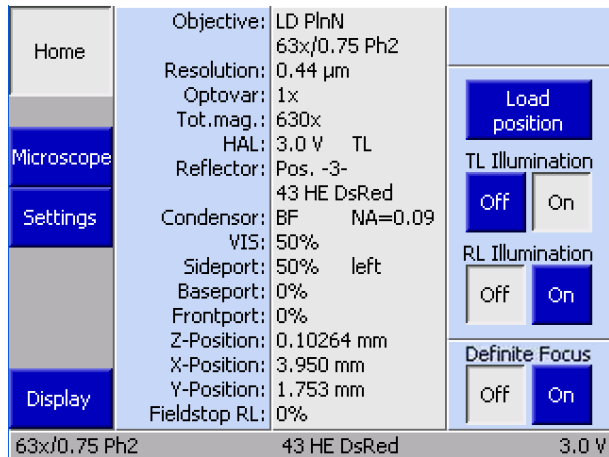 Home
Microscope
Settings
Display
Objective: LD PlnN
63x/0.75 Ph2
Resolution: 0.44 µm
Optovar: 1x
Tot.mag.: 630x
HAL: 3.0 V TL
Reflector: Pos. -3-
43 HE DsRed
Condensor: BF NA=0.09
VIS: 50%
Sideport: 50% left
Baseport: 0%
Frontport: 0%
Z-Position: 0.10264 mm
X-Position: 3.950 mm
Y-Position: 1.753 mm
Fieldstop RL: 0%
Load
position
TL Illumination
Off On
RL Illumination
Off On
Definite Focus
Off On
63x/0.75 Ph2 43 HE DsRed 3.0 V